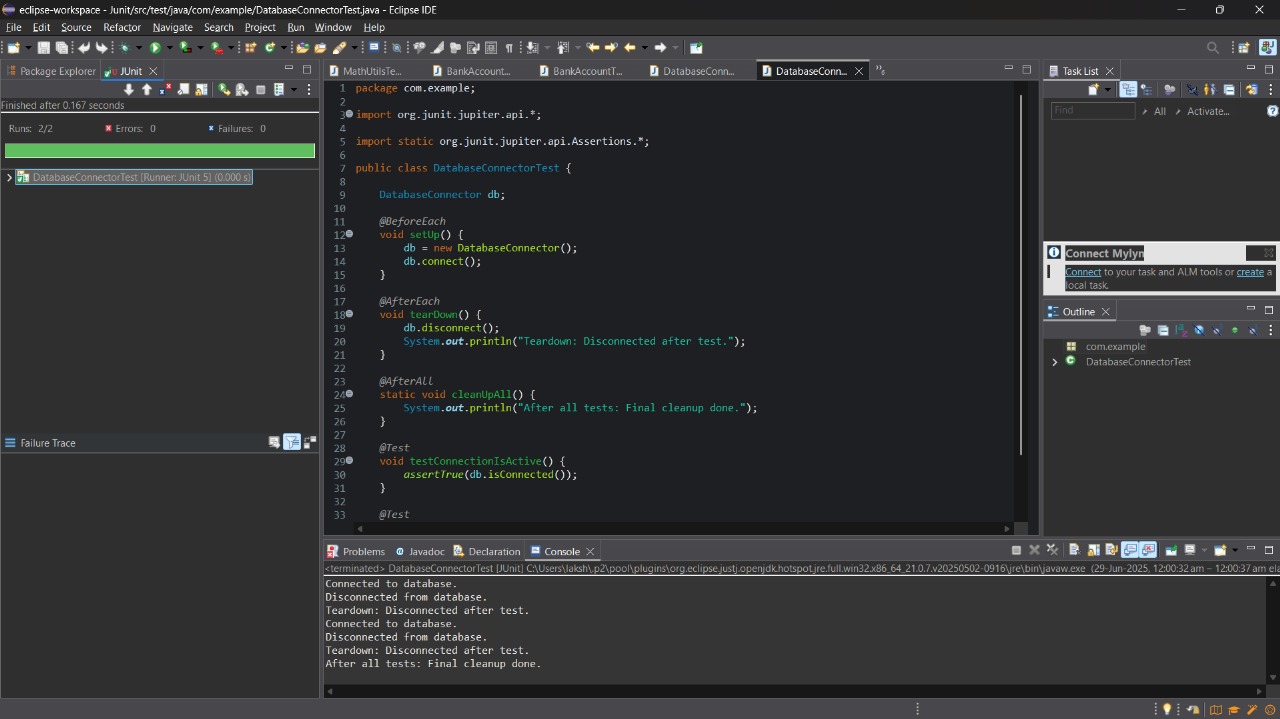 eclipse-workspace - Junit/src/test/java/com/example/DatabaseConnectorTest.java - Eclipse IDE
File Edit Source Refactor Navigate Search Project Run Window Help
Package Explorer JUnit
Finished after 0.167 seconds
Runs: 2/2 Errors: 0 Failures: 0
DatabaseConnectorTest [Runner: JUnit 5] (0.000 s)
Failure Trace
MathUtilsTe... BankAccount... BankAccountT... DatabaseConn... DatabaseConn... »6
1 package com.example;
2
3 import org.junit.jupiter.api.*;
4
5 import static org.junit.jupiter.api.Assertions.*;
6
7 public class DatabaseConnectorTest {
8
9 DatabaseConnector db;
10
11 @BeforeEach
12 void setUp() {
13 db = new DatabaseConnector();
14 db.connect();
15 }
16
17 @AfterEach
18 void tearDown() {
19 db.disconnect();
20 System.out.println("Teardown: Disconnected after test.");
21 }
22
23 @AfterAll
24 static void cleanUpAll() {
25 System.out.println("After all tests: Final cleanup done.");
26 }
27
28 @Test
29 void testConnectionIsActive() {
30 assertTrue(db.isConnected());
31 }
32
33 @Test
Task List
Find All Activate...
Connect Mylyn
Connect to your task and ALM tools or create a
local task.
Outline
com.example
DatabaseConnectorTest
Problems Javadoc Declaration Console
<terminated> DatabaseConnectorTest [JUnit] C:\Users\laksh\.p2\pool\plugins\org.eclipse.justj.openjdk.hotspot.jre.full.win32.x86_64_21.0.7.v20250502-0916\jre\bin\javaw.exe (29-Jun-2025, 12:00:32 am – 12:00:37 am ela
Connected to database.
Disconnected from database.
Teardown: Disconnected after test.
Connected to database.
Disconnected from database.
Teardown: Disconnected after test.
After all tests: Final cleanup done.